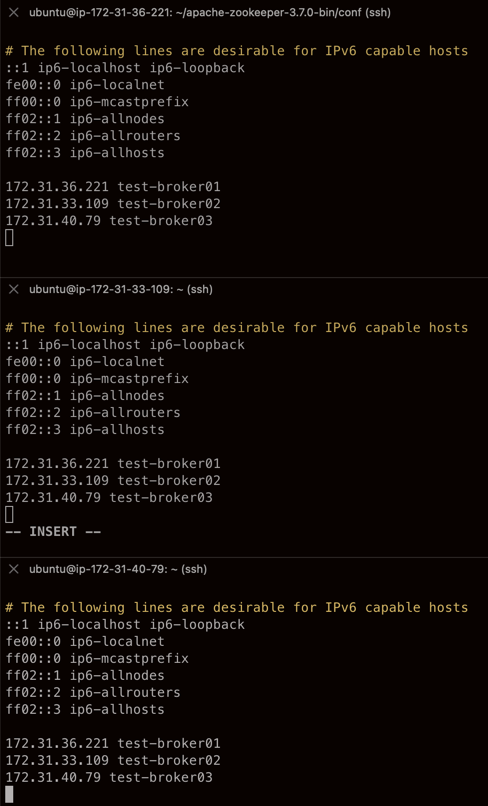 ubuntu@ip-172-31-36-221: ~/apache-zookeeper-3.7.0-bin/conf (ssh)
# The following lines are desirable for IPv6 capable hosts
::1 ip6-localhost ip6-loopback
fe00::0 ip6-localnet
ff00::0 ip6-mcastprefix
ff02::1 ip6-allnodes
ff02::2 ip6-allrouters
ff02::3 ip6-allhosts
172.31.36.221 test-broker01
172.31.33.109 test-broker02
172.31.40.79 test-broker03
ubuntu@ip-172-31-33-109: ~ (ssh)
# The following lines are desirable for IPv6 capable hosts
::1 ip6-localhost ip6-loopback
fe00::0 ip6-localnet
ff00::0 ip6-mcastprefix
ff02::1 ip6-allnodes
ff02::2 ip6-allrouters
ff02::3 ip6-allhosts
172.31.36.221 test-broker01
172.31.33.109 test-broker02
172.31.40.79 test-broker03
-- INSERT --
ubuntu@ip-172-31-40-79: ~ (ssh)
# The following lines are desirable for IPv6 capable hosts
::1 ip6-localhost ip6-loopback
fe00::0 ip6-localnet
ff00::0 ip6-mcastprefix
ff02::1 ip6-allnodes
ff02::2 ip6-allrouters
ff02::3 ip6-allhosts
172.31.36.221 test-broker01
172.31.33.109 test-broker02
172.31.40.79 test-broker03